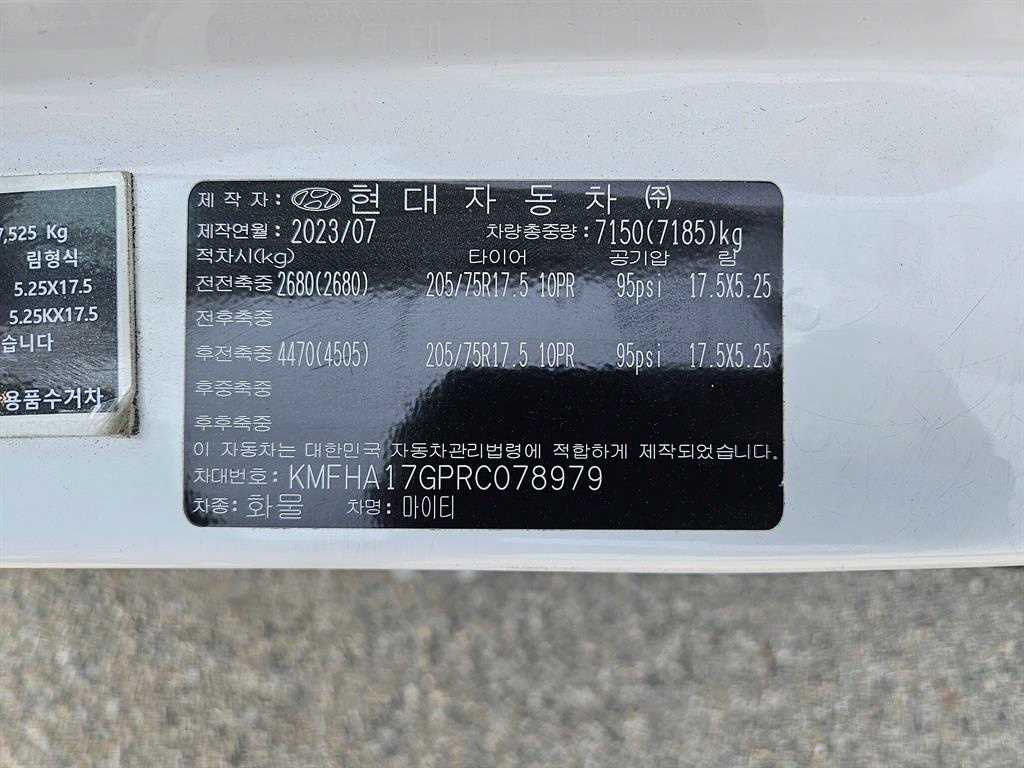 7,525 Kg
림형식
5.25X17.5
5.25KX17.5
습니다
용품수거차
제 작 자 : 현 대 자 동 차 ㈜
제작연월 : 2023/07 차량총중량 : 7150(7185)kg
적차시(kg) 타이어 공기압 림
전전축중 2680(2680) 205/75R17.5 10PR 95psi 17.5X5.25
전후축중
후전축중 4470(4505) 205/75R17.5 10PR 95psi 17.5X5.25
후중축중
후후축중
이 자동차는 대한민국 자동차관리법령에 적합하게 제작되었습니다.
차대번호 : KMFHA17GPRC078979
차종 : 화물 차명 : 마이티